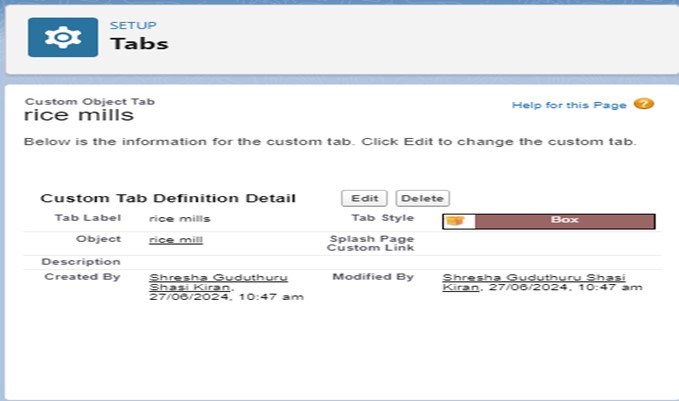 SETUP
Tabs
Custom Object Tab
rice mills
Help for this Page ?
Below is the information for the custom tab. Click Edit to change the custom tab.
Custom Tab Definition Detail Edit Delete
Tab Label rice mills Tab Style Box
Object rice mill Splash Page Custom Link
Description
Created By Shresha Guduthuru Shasi Kiran, 27/06/2024, 10:47 am Modified By Shresha Guduthuru Shasi Kiran, 27/06/2024, 10:47 am